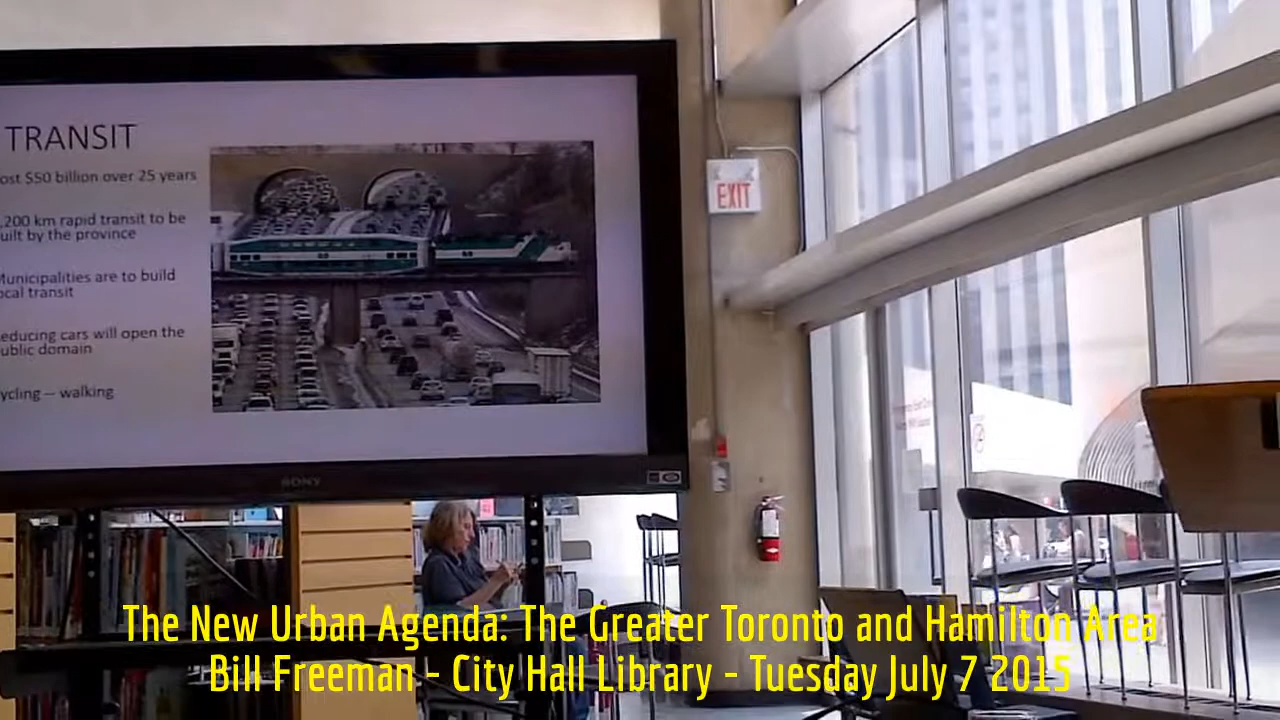 TRANSIT
ost $50 billion over 25 years
,200 km rapid transit to be
uilt by the province
Municipalities are to build
ocal transit
educing cars will open the
ublic domain
ycling – walking
EXIT
SONY
The New Urban Agenda: The Greater Toronto and Hamilton Area
Bill Freeman - City Hall Library - Tuesday July 7 2015